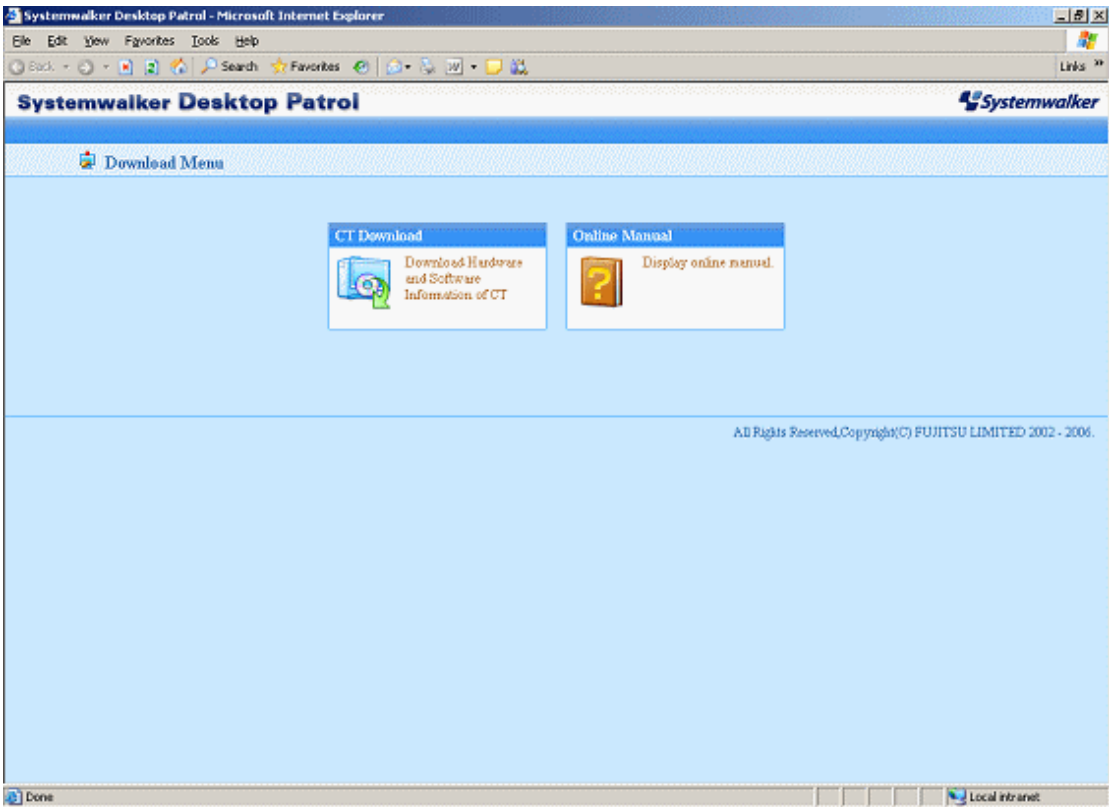 Systemwalker Desktop Patrol - Microsoft Internet Explorer
File Edit View Favorites Tools Help
Back Search Favorites Links »
Systemwalker Desktop Patrol Systemwalker
Download Menu
CT Download
Download Hardware
and Software
Information of CT
Online Manual
Display online manual.
All Rights Reserved,Copyright(C) FUJITSU LIMITED 2002 - 2006.
Done Local intranet